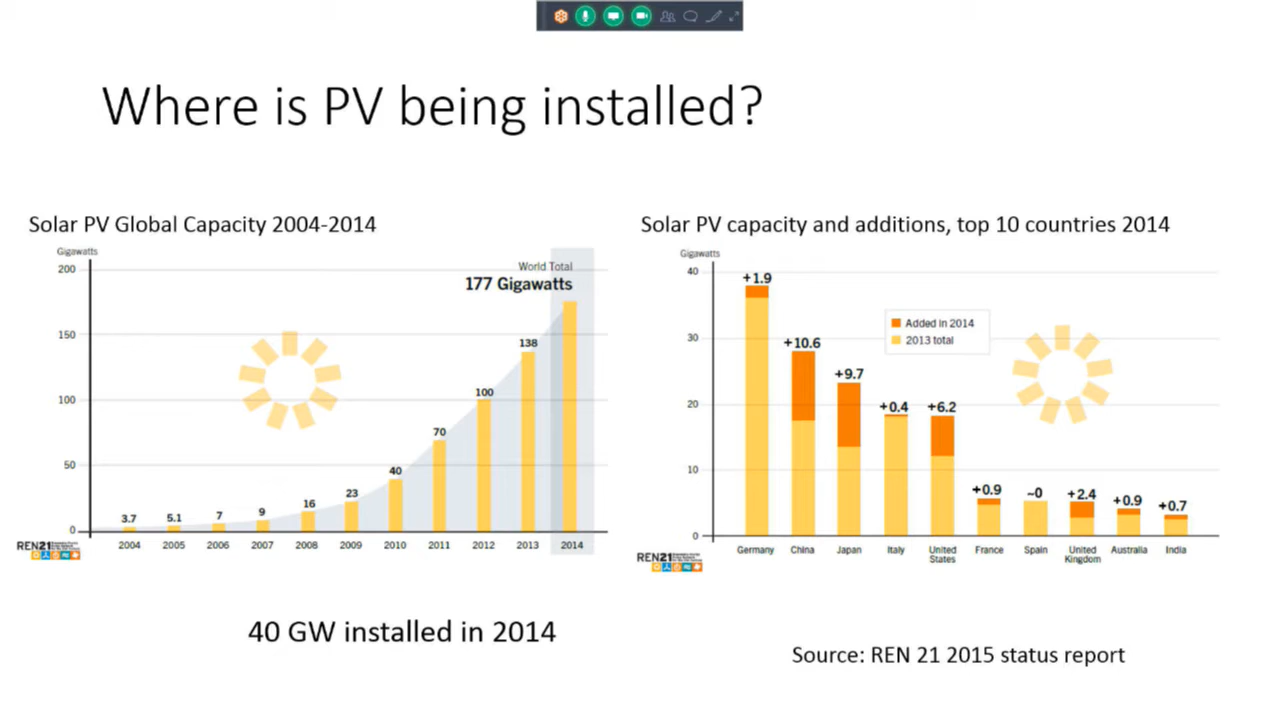 Where is PV being installed?
Solar PV Global Capacity 2004-2014
Gigawatts
200
150
100
50
0
World Total
177 Gigawatts
3.7
5.1
7
9
16
23
40
70
100
138
2004
2005
2006
2007
2008
2009
2010
2011
2012
2013
2014
REN21
40 GW installed in 2014
Solar PV capacity and additions, top 10 countries 2014
Gigawatts
40
30
20
10
0
Added in 2014
2013 total
+1.9
+10.6
+9.7
+0.4
+6.2
+0.9
~0
+2.4
+0.9
+0.7
Germany
China
Japan
Italy
United
States
France
Spain
United
Kingdom
Australia
India
REN21
Source: REN 21 2015 status report